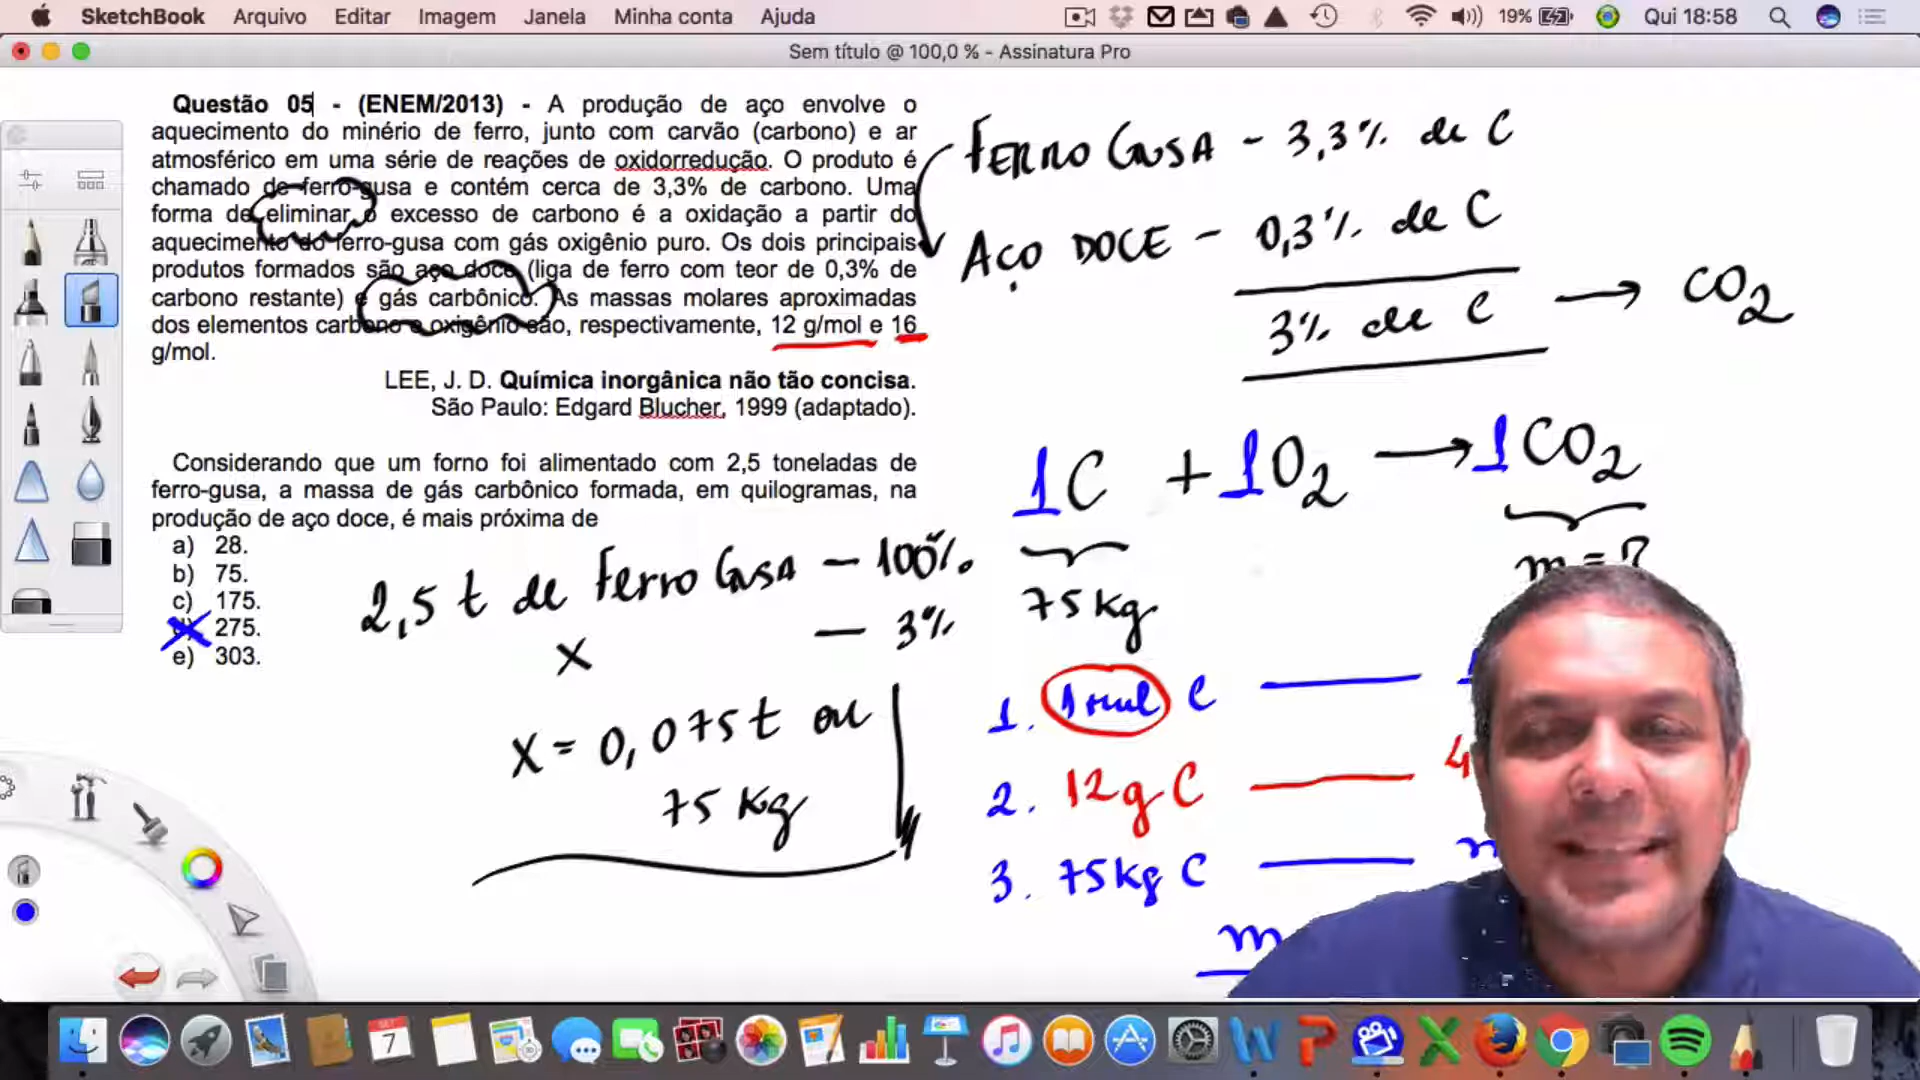 SketchBook Arquivo Editar Imagem Janela Minha conta Ajuda 19% Qui 18:58
Sem título @ 100,0 % - Assinatura Pro
Questão 05 - (ENEM/2013) - A produção de aço envolve o
aquecimento do minério de ferro, junto com carvão (carbono) e ar
atmosférico em uma série de reações de oxidorredução. O produto é
chamado de ferro-gusa e contém cerca de 3,3% de carbono. Uma
forma de eliminar o excesso de carbono é a oxidação a partir do
aquecimento do ferro-gusa com gás oxigênio puro. Os dois principais
produtos formados são aço doce (liga de ferro com teor de 0,3% de
carbono restante) e gás carbônico. As massas molares aproximadas
dos elementos carbono e oxigênio são, respectivamente, 12 g/mol e 16
g/mol.
LEE, J. D. Química inorgânica não tão concisa.
São Paulo: Edgard Blucher, 1999 (adaptado).
Considerando que um forno foi alimentado com 2,5 toneladas de
ferro-gusa, a massa de gás carbônico formada, em quilogramas, na
produção de aço doce, é mais próxima de
a) 28.
b) 75.
c) 175.
d) 275.
e) 303.
2,5 t de Ferro Gusa - 100%
x - 3%
x = 0,075 t ou
75 Kg
FERRO GUSA - 3,3% de C
AÇO DOCE - 0,3% de C
3% de C → CO2
1C + 1O2 → 1CO2
75 Kg m = ?
1. 1 mol C
2. 12g C 4
3. 75 Kg C m
m
SET
7